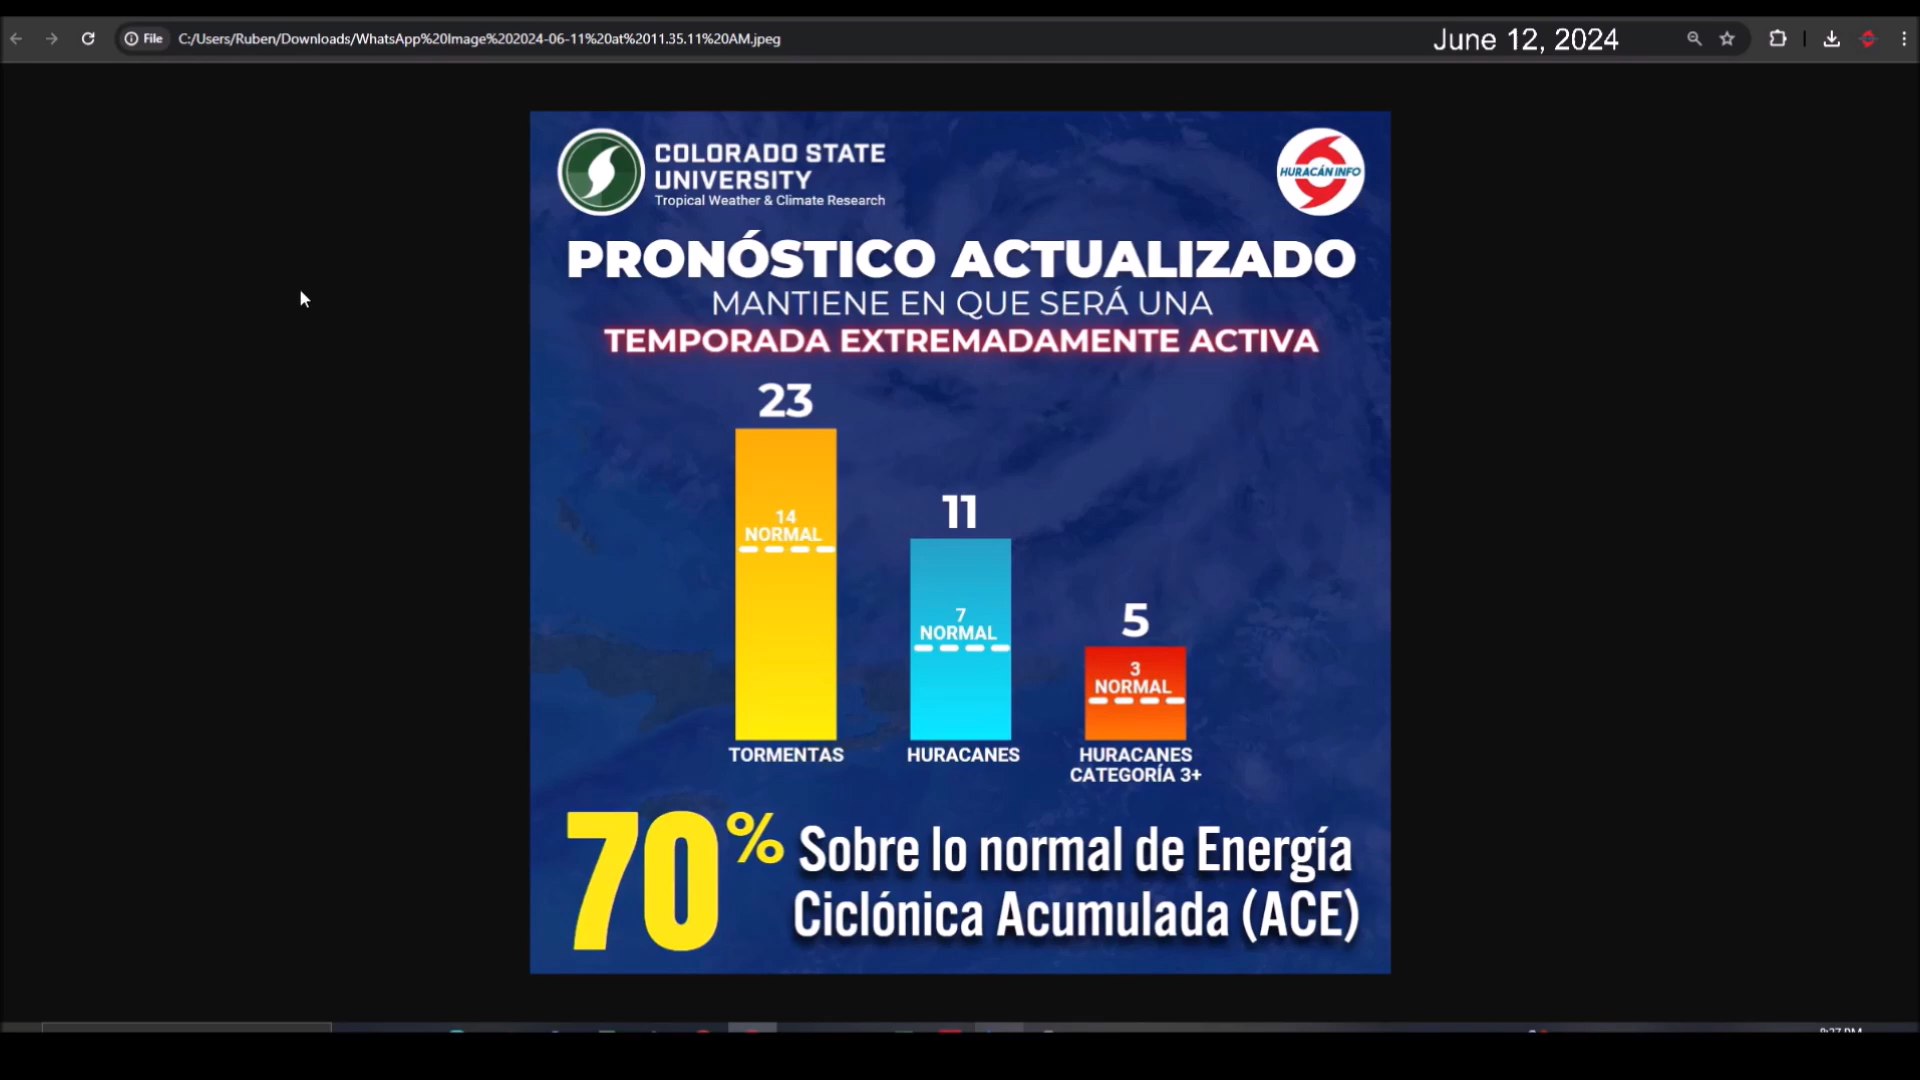 File
C:/Users/Ruben/Downloads/WhatsApp%20Image%202024-06-11%20at%2011.35.11%20AM.jpeg
June 12, 2024
COLORADO STATE
UNIVERSITY
Tropical Weather & Climate Research
HURACÁN INFO
PRONÓSTICO ACTUALIZADO
MANTIENE EN QUE SERÁ UNA
TEMPORADA EXTREMADAMENTE ACTIVA
23
14
NORMAL
TORMENTAS
11
7
NORMAL
HURACANES
5
3
NORMAL
HURACANES
CATEGORÍA 3+
70%
Sobre lo normal de Energía
Ciclónica Acumulada (ACE)